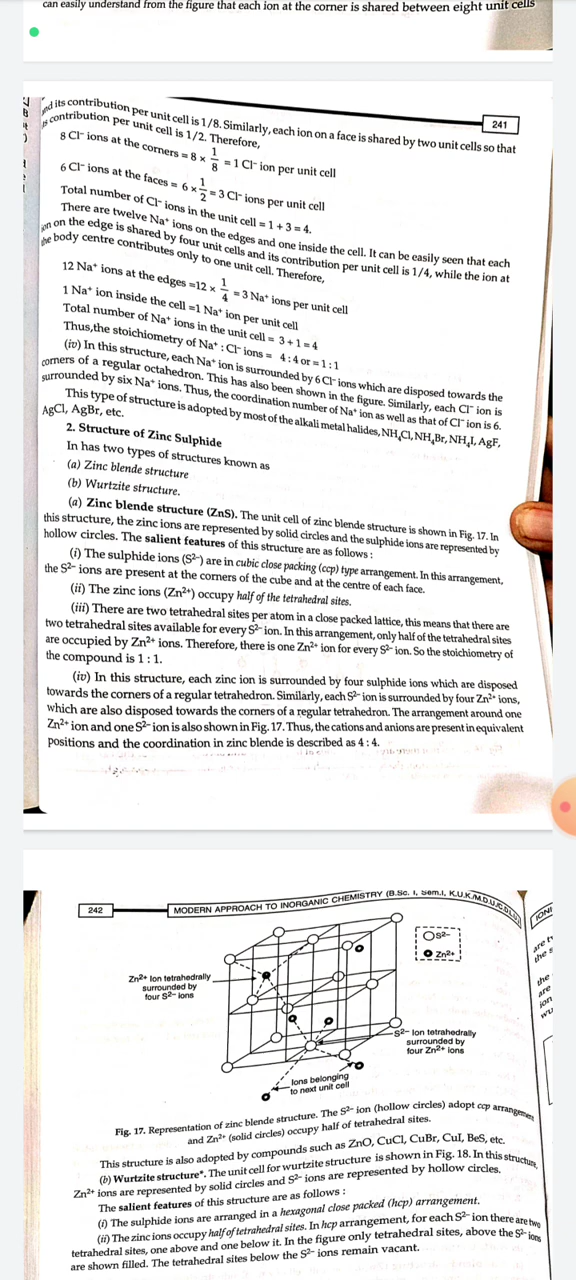 can easily understand from the figure that each ion at the corner is shared between eight unit cells
241
and its contribution per unit cell is 1/8. Similarly, each ion on a face is shared by two unit cells so that
contribution per unit cell is 1/2. Therefore,
8 Cl⁻ ions at the corners = 8 × 1/8 = 1 Cl⁻ ion per unit cell
6 Cl⁻ ions at the faces = 6 × 1/2 = 3 Cl⁻ ions per unit cell
Total number of Cl⁻ ions in the unit cell = 1 + 3 = 4.
There are twelve Na⁺ ions on the edges and one inside the cell. It can be easily seen that each
ion on the edge is shared by four unit cells and its contribution per unit cell is 1/4, while the ion at
the body centre contributes only to one unit cell. Therefore,
12 Na⁺ ions at the edges =12 × 1/4 = 3 Na⁺ ions per unit cell
1 Na⁺ ion inside the cell =1 Na⁺ ion per unit cell
Total number of Na⁺ ions in the unit cell = 3 + 1 = 4
Thus,the stoichiometry of Na⁺ : Cl⁻ ions = 4 : 4 or = 1 : 1
(iv) In this structure, each Na⁺ ion is surrounded by 6 Cl⁻ ions which are disposed towards the
corners of a regular octahedron. This has also been shown in the figure. Similarly, each Cl⁻ ion is
surrounded by six Na⁺ ions. Thus, the coordination number of Na⁺ ion as well as that of Cl⁻ ion is 6.
This type of structure is adopted by most of the alkali metal halides, NH₄Cl, NH₄Br, NH₄I, AgF,
AgCl, AgBr, etc.
2. Structure of Zinc Sulphide
In has two types of structures known as
(a) Zinc blende structure
(b) Wurtzite structure.
(a) Zinc blende structure (ZnS). The unit cell of zinc blende structure is shown in Fig. 17. In
this structure, the zinc ions are represented by solid circles and the sulphide ions are represented by
hollow circles. The salient features of this structure are as follows :
(i) The sulphide ions (S²⁻) are in cubic close packing (ccp) type arrangement. In this arrangement,
the S²⁻ ions are present at the corners of the cube and at the centre of each face.
(ii) The zinc ions (Zn²⁺) occupy half of the tetrahedral sites.
(iii) There are two tetrahedral sites per atom in a close packed lattice, this means that there are
two tetrahedral sites available for every S²⁻ ion. In this arrangement, only half of the tetrahedral sites
are occupied by Zn²⁺ ions. Therefore, there is one Zn²⁺ ion for every S²⁻ ion. So the stoichiometry of
the compound is 1 : 1.
(iv) In this structure, each zinc ion is surrounded by four sulphide ions which are disposed
towards the corners of a regular tetrahedron. Similarly, each S²⁻ ion is surrounded by four Zn²⁺ ions,
which are also disposed towards the corners of a regular tetrahedron. The arrangement around one
Zn²⁺ ion and one S²⁻ ion is also shown in Fig. 17. Thus, the cations and anions are present in equivalent
positions and the coordination in zinc blende is described as 4 : 4.
242
MODERN APPROACH TO INORGANIC CHEMISTRY (B.Sc. I, Sem.I, K.U.K./M.D.U./C.D.L.U.)
S²⁻
Zn²⁺
Zn²⁺ Ion tetrahedrally
surrounded by
four S²⁻ ions
S²⁻ Ion tetrahedrally
surrounded by
four Zn²⁺ ions
Ions belonging
to next unit cell
Fig. 17. Representation of zinc blende structure. The S²⁻ ion (hollow circles) adopt ccp arrangement
and Zn²⁺ (solid circles) occupy half of tetrahedral sites.
This structure is also adopted by compounds such as ZnO, CuCl, CuBr, CuI, BeS, etc.
(b) Wurtzite structure*. The unit cell for wurtzite structure is shown in Fig. 18. In this structure,
Zn²⁺ ions are represented by solid circles and S²⁻ ions are represented by hollow circles.
The salient features of this structure are as follows :
(i) The sulphide ions are arranged in a hexagonal close packed (hcp) arrangement.
(ii) The zinc ions occupy half of tetrahedral sites. In hcp arrangement, for each S²⁻ ion there are two
tetrahedral sites, one above and one below it. In the figure only tetrahedral sites, above the S²⁻ ions
are shown filled. The tetrahedral sites below the S²⁻ ions remain vacant.
IONI
are t
the s
the
are
ion
wu